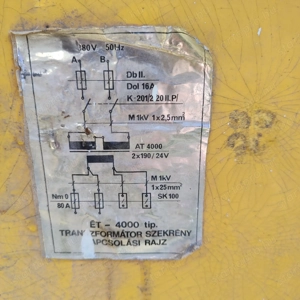 380V 50Hz
A B
Db II.
Dol 16A
K 201/2 20 II.P/
M 1kV 1x2,5mm²
AT 4000
2x190/24V
M 1kV
1x25mm²
Nm 0
80 A
SK 100
ÉT - 4000 tip.
TRANSZFORMÁTOR SZEKRÉNY
KAPCSOLÁSI RAJZ